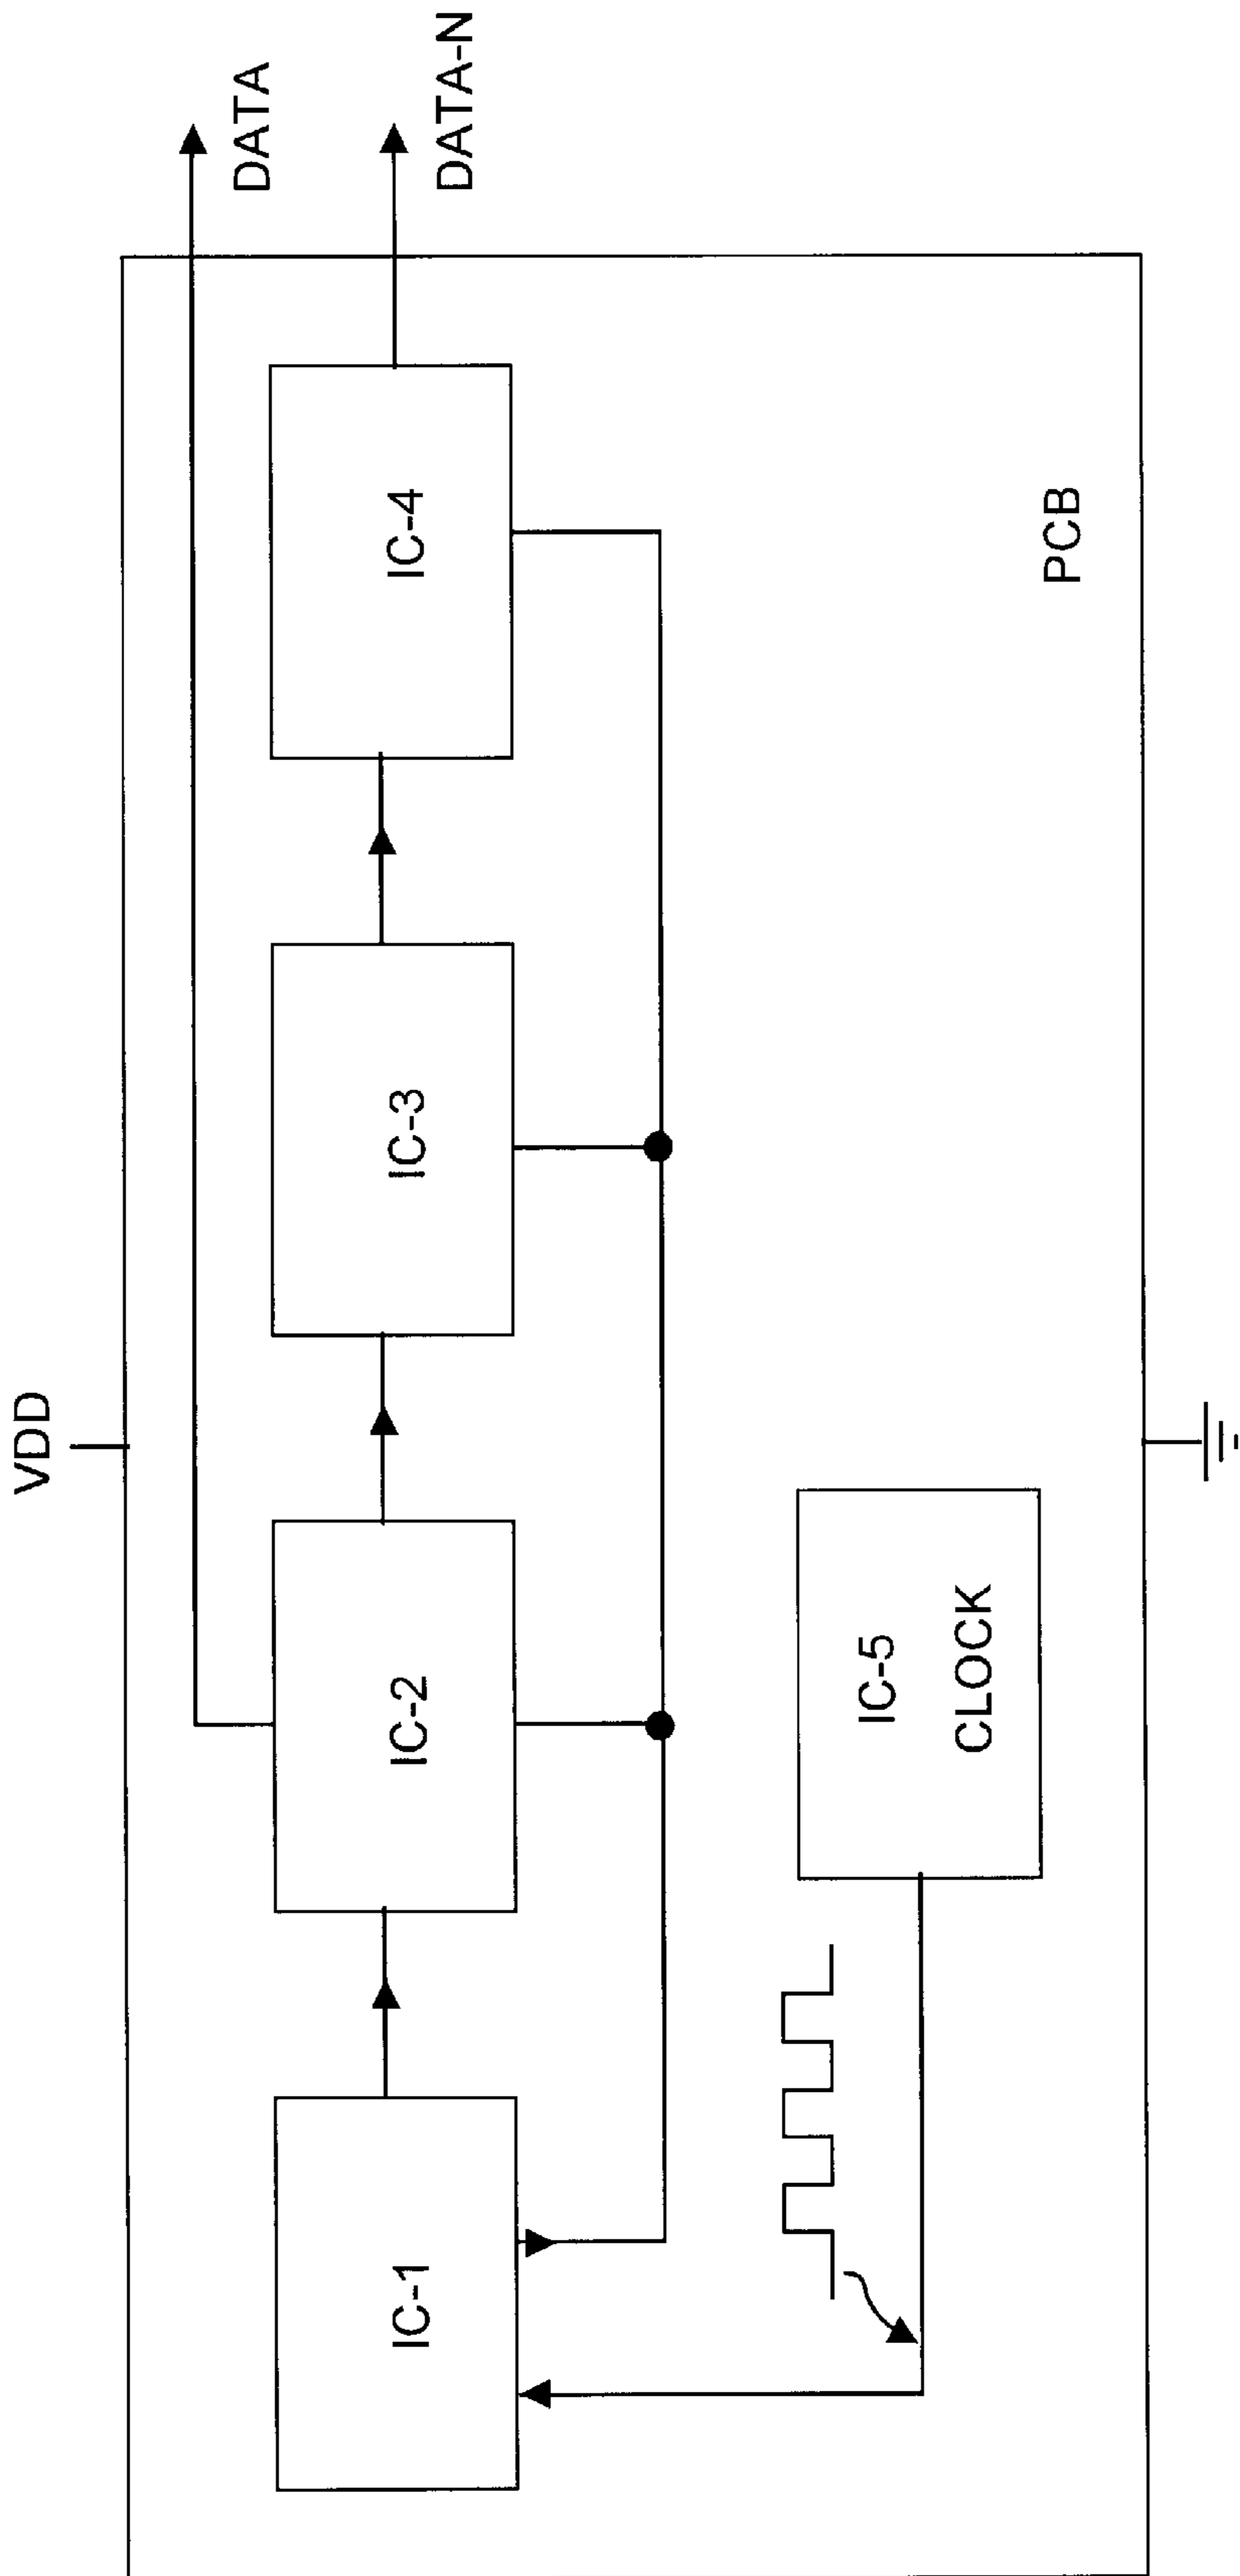 VDD
DATA
DATA-N
IC-1
IC-2
IC-3
IC-4
IC-5
CLOCK
PCB